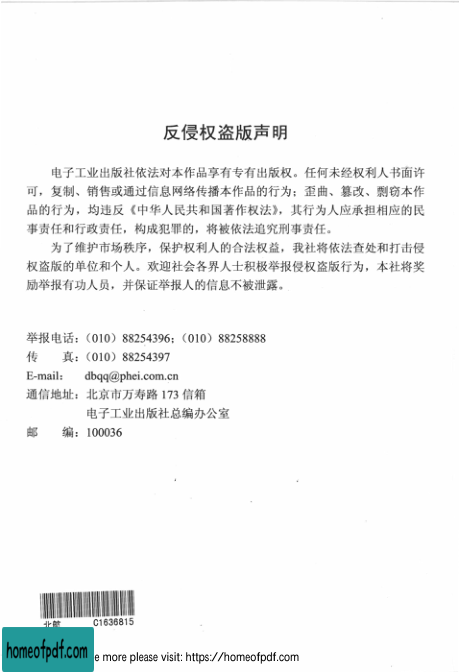 反侵权盗版声明
电子工业出版社依法对本作品享有专有出版权。任何未经权利人书面许
可，复制、销售或通过信息网络传播本作品的行为；歪曲、篡改、剽窃本作
品的行为，均违反《中华人民共和国著作权法》，其行为人应承担相应的民
事责任和行政责任，构成犯罪的，将被依法追究刑事责任。
为了维护市场秩序，保护权利人的合法权益，我社将依法查处和打击侵
权盗版的单位和个人。欢迎社会各界人士积极举报侵权盗版行为，本社将奖
励举报有功人员，并保证举报人的信息不被泄露。
举报电话：（010）88254396；（010）88258888
传 真：（010）88254397
E-mail： dbqq@phei.com.cn
通信地址：北京市万寿路 173 信箱
电子工业出版社总编办公室
邮 编：100036
北航 C1636815
homeofpdf.com
e more please visit: https://homeofpdf.com